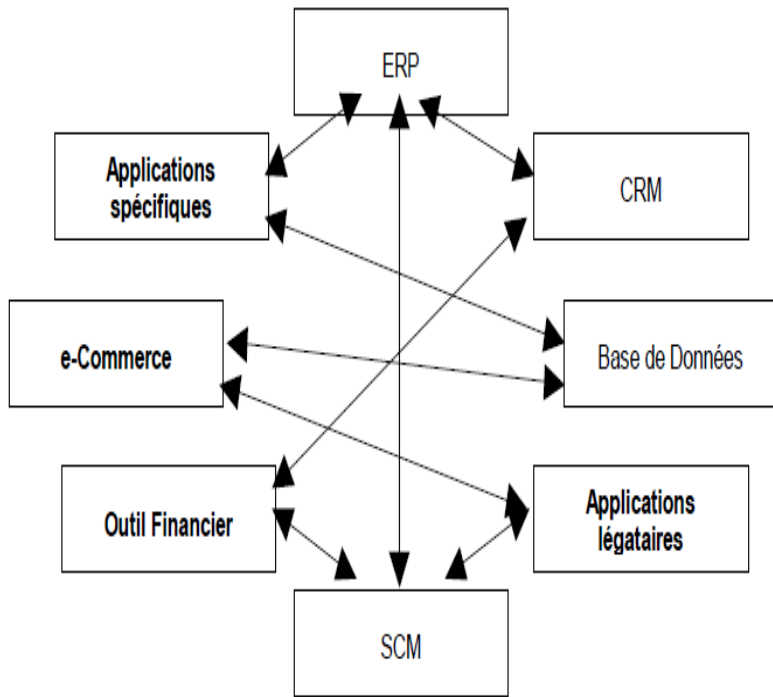 ERP
Applications
spécifiques
CRM
e-Commerce
Base de Données
Outil Financier
Applications
légataires
SCM